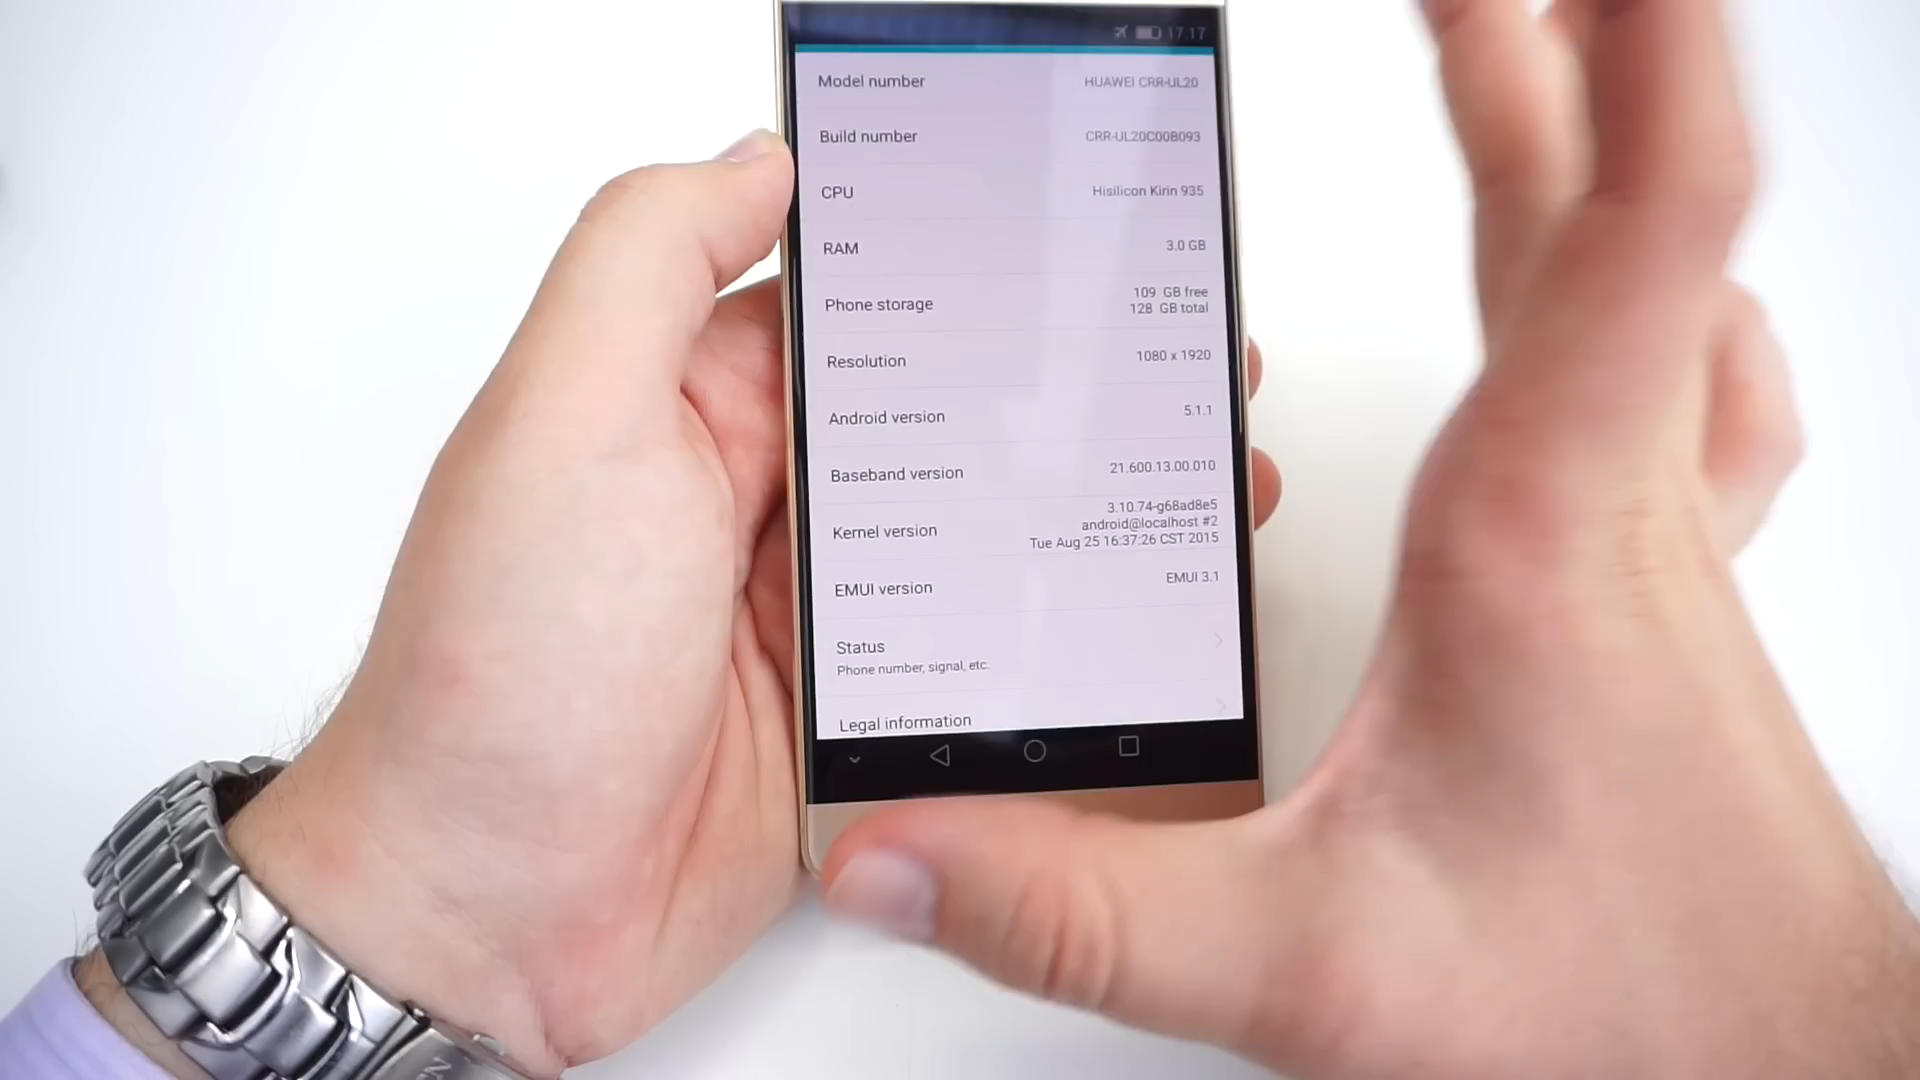 17:17
Model number HUAWEI CRR-UL20
Build number CRR-UL20C00B093
CPU Hisilicon Kirin 935
RAM 3.0 GB
Phone storage 109 GB free
128 GB total
Resolution 1080 x 1920
Android version 5.1.1
Baseband version 21.600.13.00.010
Kernel version 3.10.74-g68ad8e5
android@localhost #2
Tue Aug 25 16:37:26 CST 2015
EMUI version EMUI 3.1
Status
Phone number, signal, etc.
Legal information